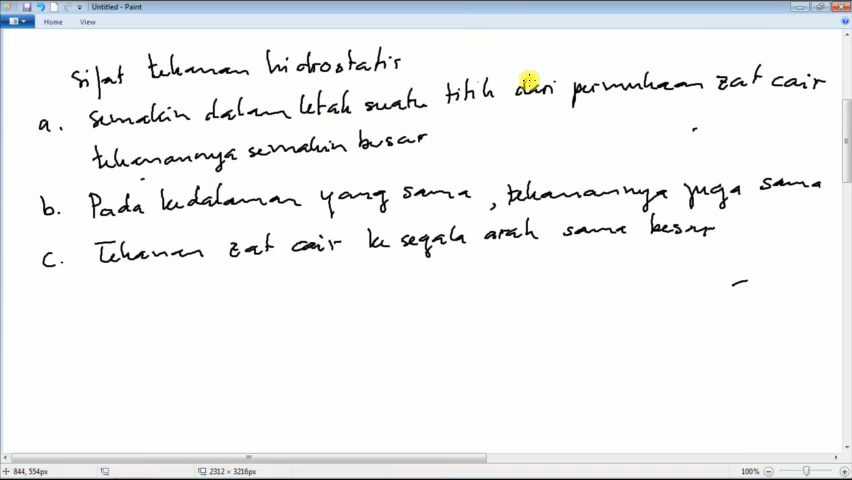 Untitled - Paint
Home View
Sifat tekanan hidrostatis
a. Semakin dalam letak suatu titik dari permukaan zat cair
tekanannya semakin besar
b. Pada kedalaman yang sama, tekanannya juga sama
c. Tekanan zat cair ke segala arah sama besar
844, 554px 2312 × 3216px 100%